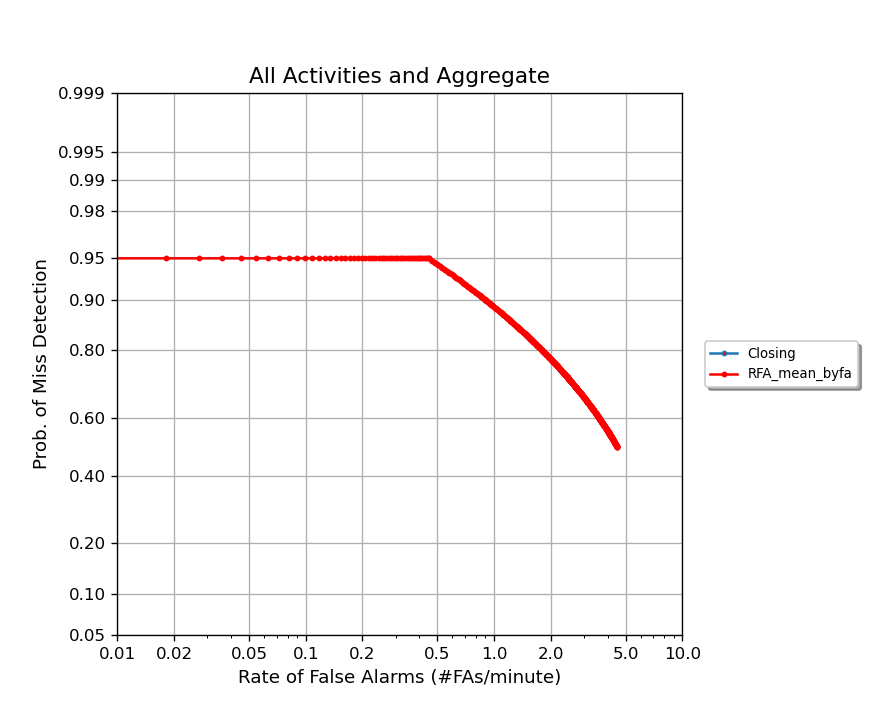 All Activities and Aggregate
0.999
0.995
0.99
0.98
0.95
0.90
0.80
0.60
0.40
0.20
0.10
0.05
Prob. of Miss Detection
0.01 0.02 0.05 0.1 0.2 0.5 1.0 2.0 5.0 10.0
Rate of False Alarms (#FAs/minute)
Closing
RFA_mean_byfa